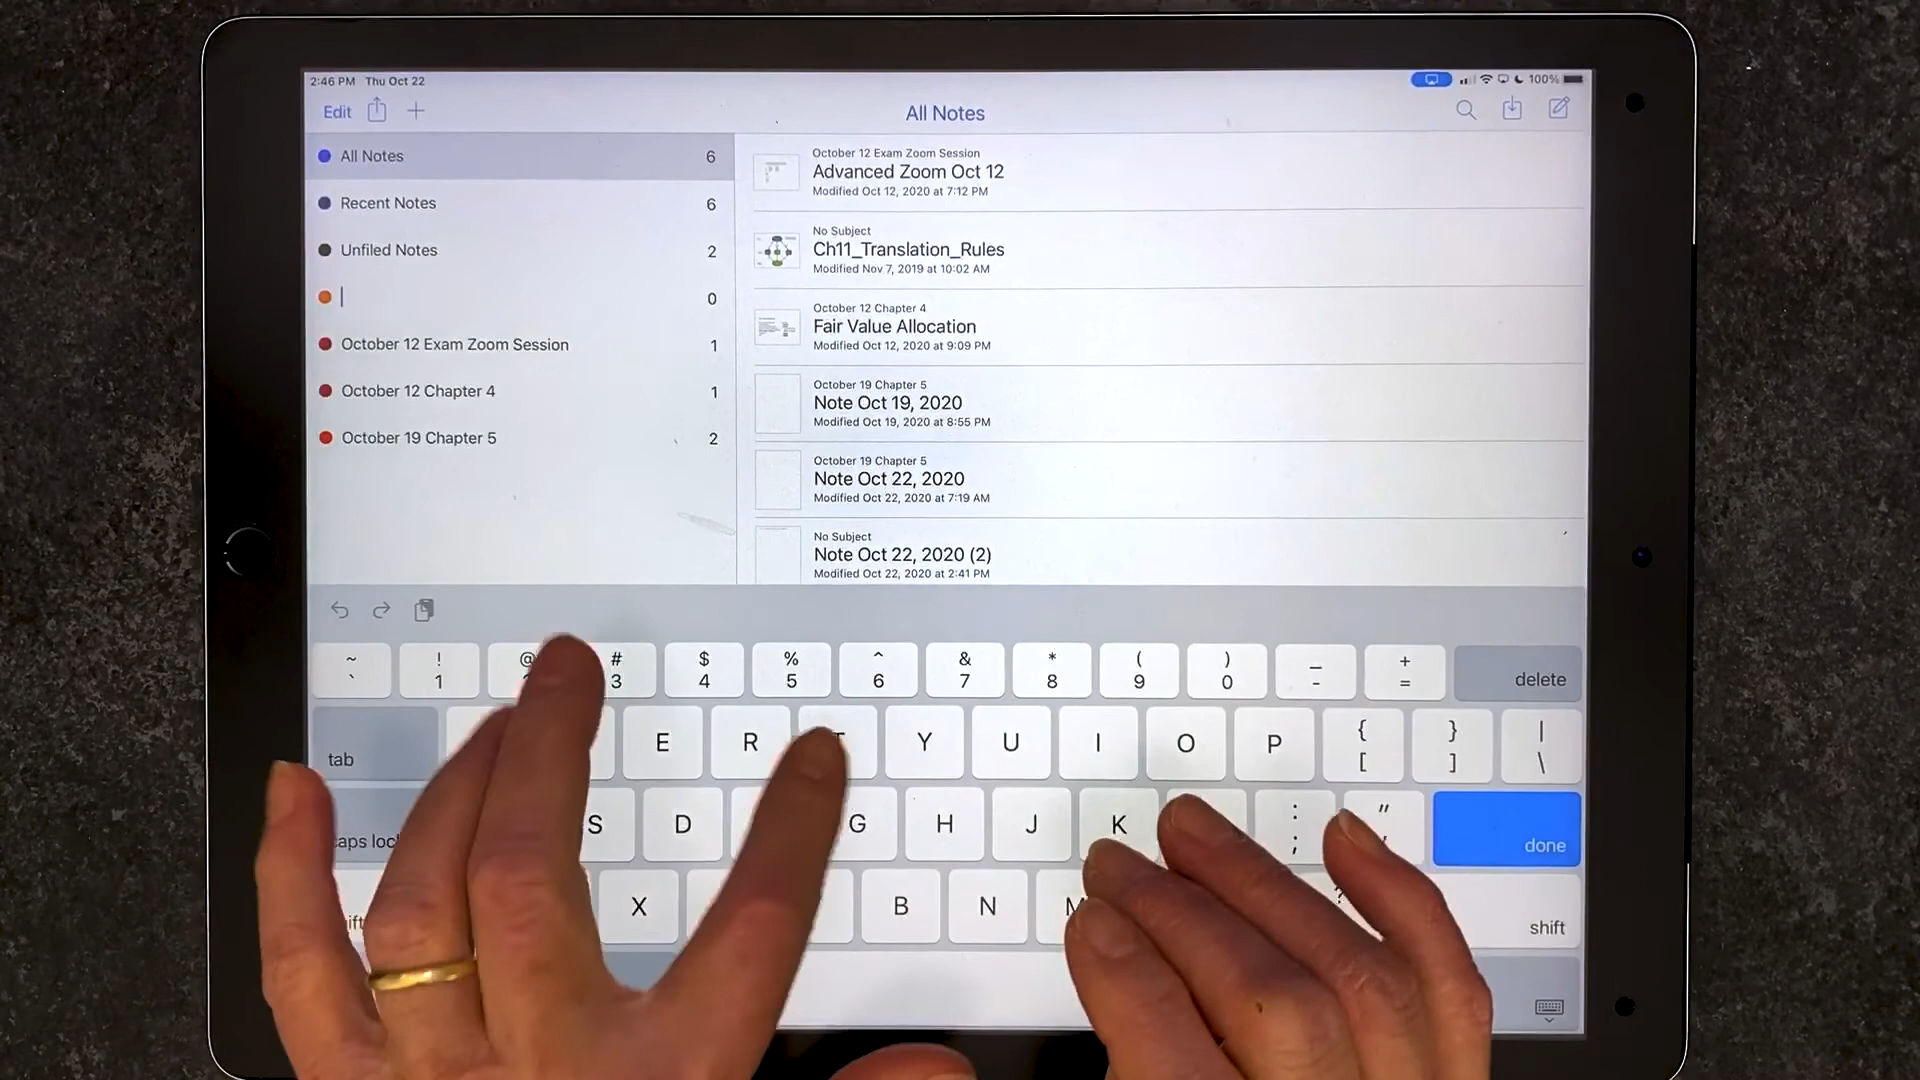 2:46 PM Thu Oct 22
100%
Edit
All Notes
All Notes 6
Recent Notes 6
Unfiled Notes 2
0
October 12 Exam Zoom Session 1
October 12 Chapter 4 1
October 19 Chapter 5 2
October 12 Exam Zoom Session
Advanced Zoom Oct 12
Modified Oct 12, 2020 at 7:12 PM
No Subject
Ch11_Translation_Rules
Modified Nov 7, 2019 at 10:02 AM
October 12 Chapter 4
Fair Value Allocation
Modified Oct 12, 2020 at 9:09 PM
October 19 Chapter 5
Note Oct 19, 2020
Modified Oct 19, 2020 at 8:55 PM
October 19 Chapter 5
Note Oct 22, 2020
Modified Oct 22, 2020 at 7:19 AM
No Subject
Note Oct 22, 2020 (2)
Modified Oct 22, 2020 at 2:41 PM
~ ! @ # $ % ^ & * ( ) _ +
` 1 3 4 5 6 7 8 9 0 - = delete
tab E R T Y U I O P { [ } ] | \
caps lock S D G H J K : ; " ' done
shift X B N M ? shift